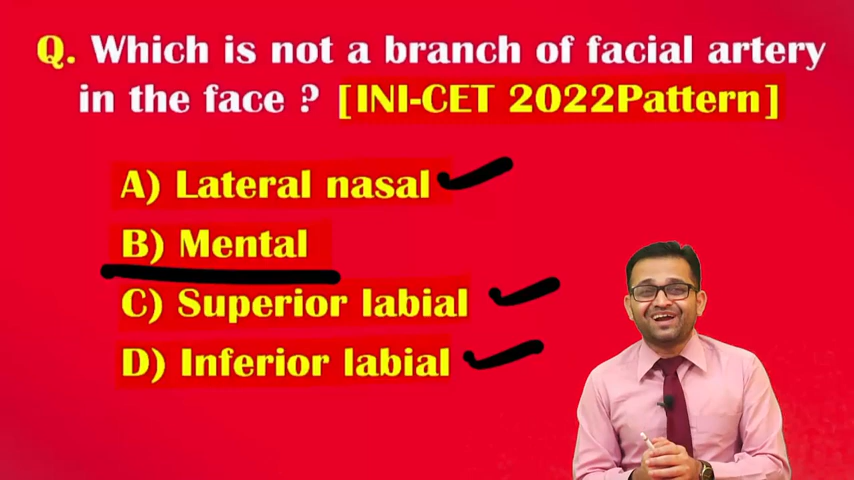 Q. Which is not a branch of facial artery
in the face ? [INI-CET 2022Pattern]
A) Lateral nasal
B) Mental
C) Superior labial
D) Inferior labial